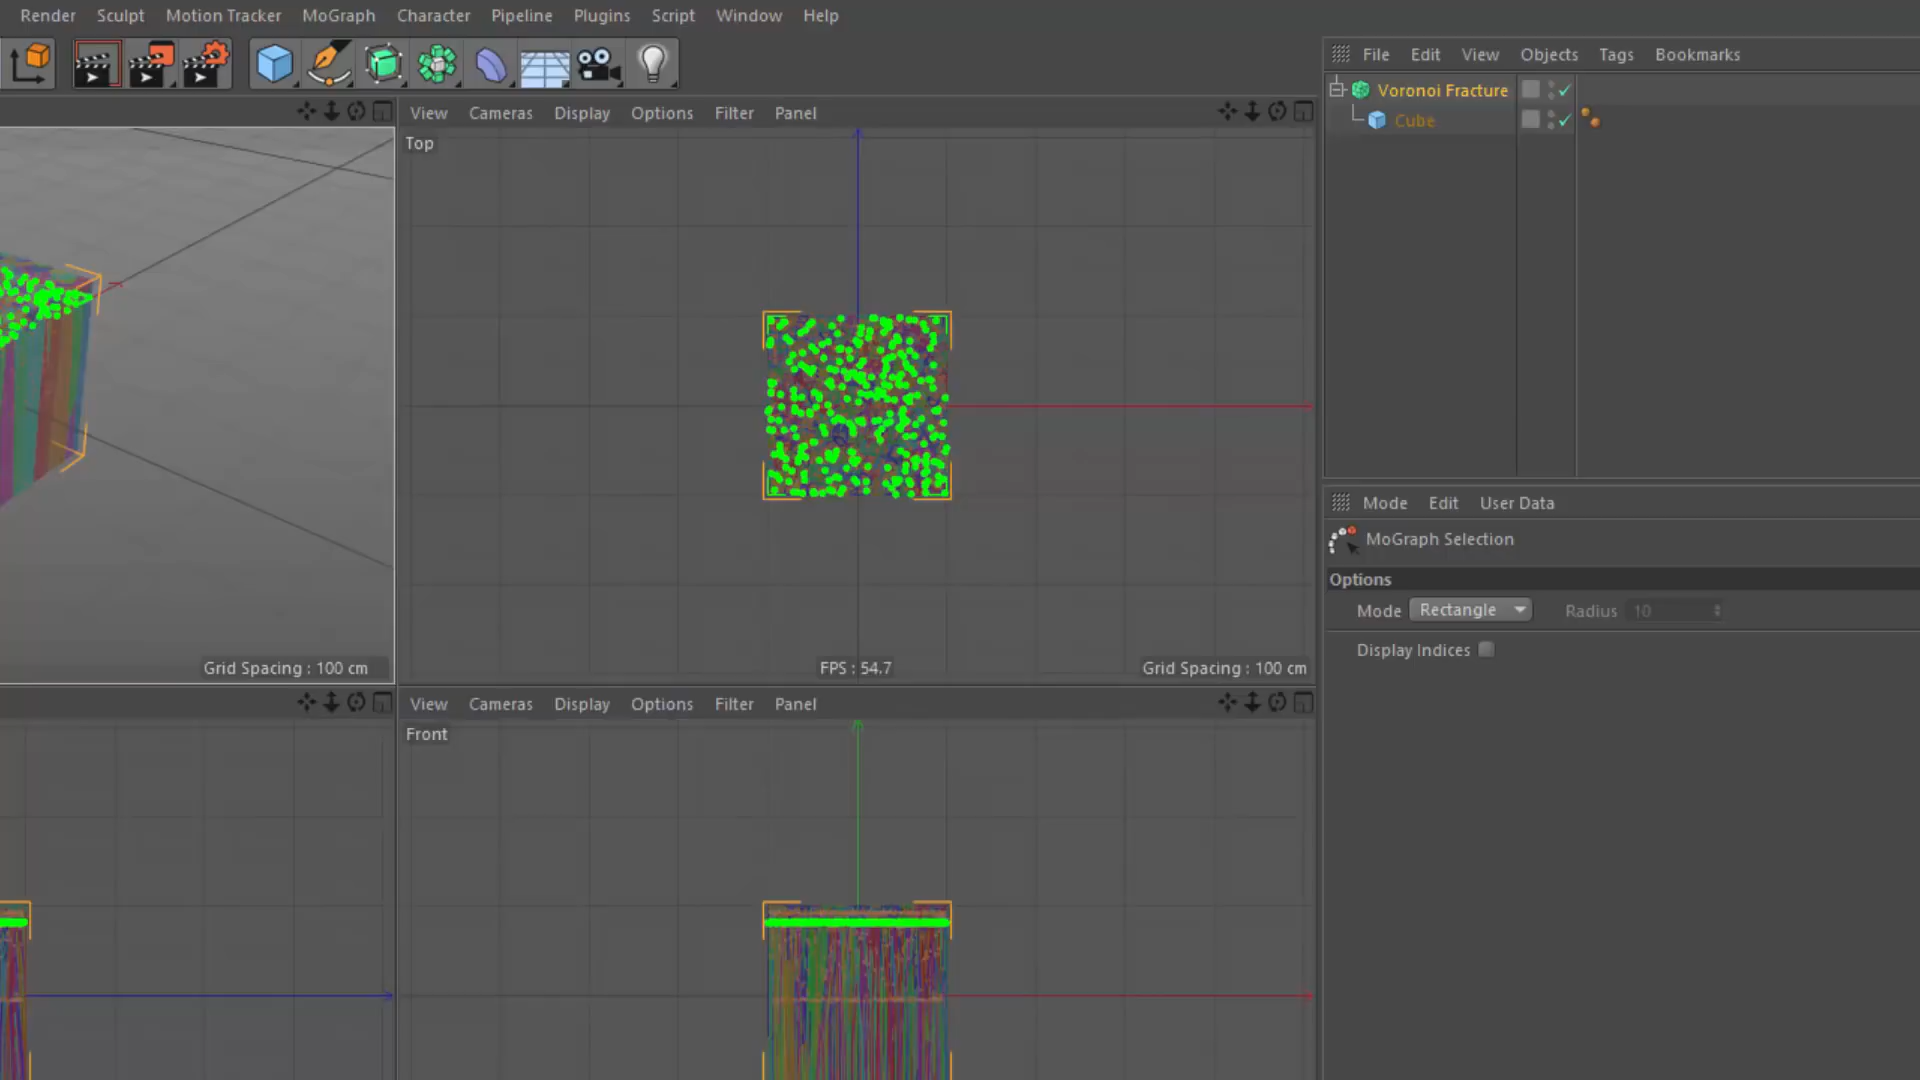 Render Sculpt Motion Tracker MoGraph Character Pipeline Plugins Script Window Help
File Edit View Objects Tags Bookmarks
Voronoi Fracture
Cube
View Cameras Display Options Filter Panel
Top
Grid Spacing : 100 cm
FPS : 54.7
Grid Spacing : 100 cm
Mode Edit User Data
MoGraph Selection
Options
Mode Rectangle Radius 10
Display Indices
View Cameras Display Options Filter Panel
Front